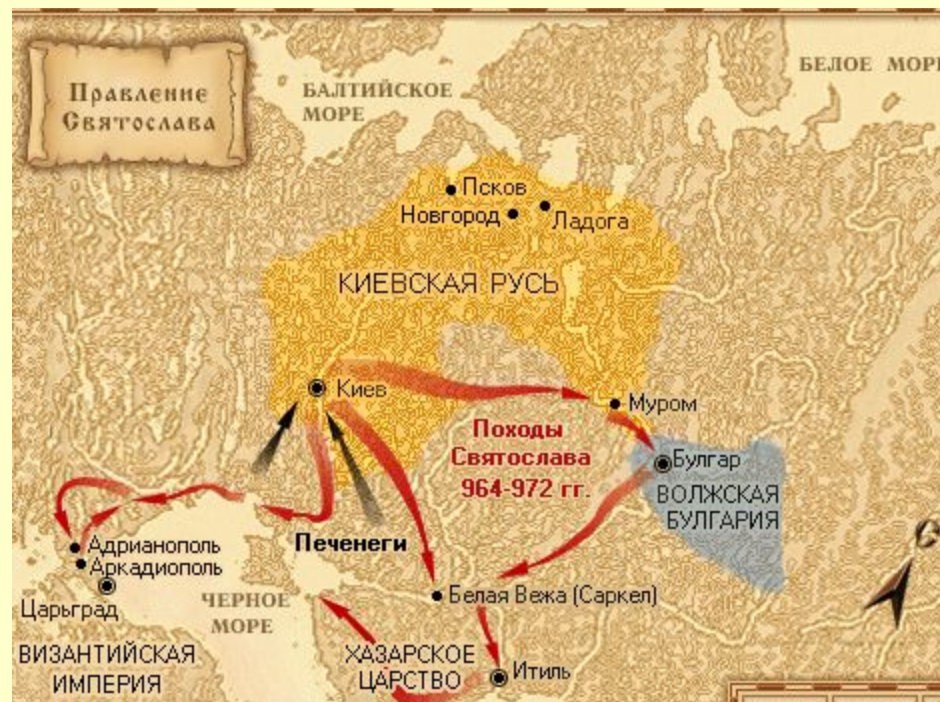 Правление
Святослава
БАЛТИЙСКОЕ
МОРЕ
БЕЛОЕ МОРЕ
Псков
Новгород
Ладога
КИЕВСКАЯ РУСЬ
Киев
Муром
Походы
Святослава
964-972 гг.
Булгар
ВОЛЖСКАЯ
БУЛГАРИЯ
Печенеги
Адрианополь
Аркадиополь
Царьград
ЧЕРНОЕ
МОРЕ
Белая Вежа (Саркел)
ВИЗАНТИЙСКАЯ
ИМПЕРИЯ
ХАЗАРСКОЕ
ЦАРСТВО
Итиль
С